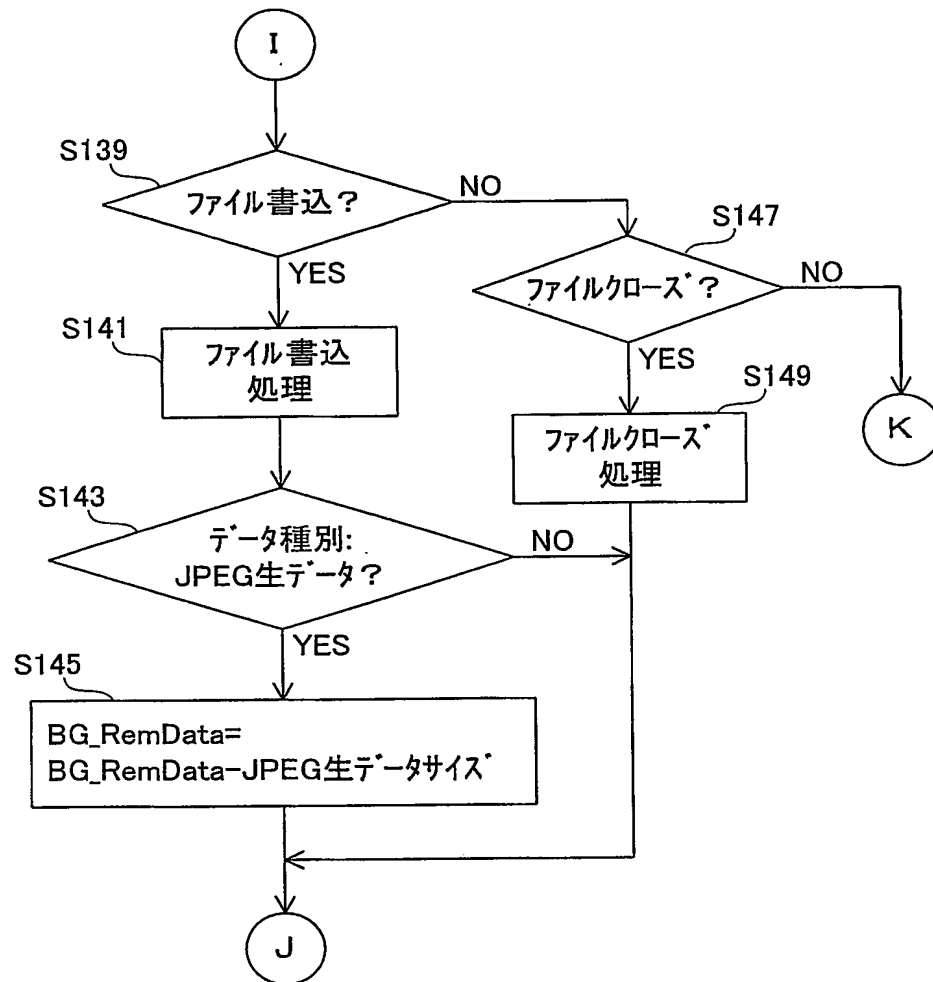 I
S139
ファイル書込?
NO
YES
S147
ファイルクローズ?
NO
YES
S141
ファイル書込
処理
S149
ファイルクローズ
処理
K
S143
データ種別:
JPEG生データ?
NO
YES
S145
BG_RemData=
BG_RemData-JPEG生データサイズ
J